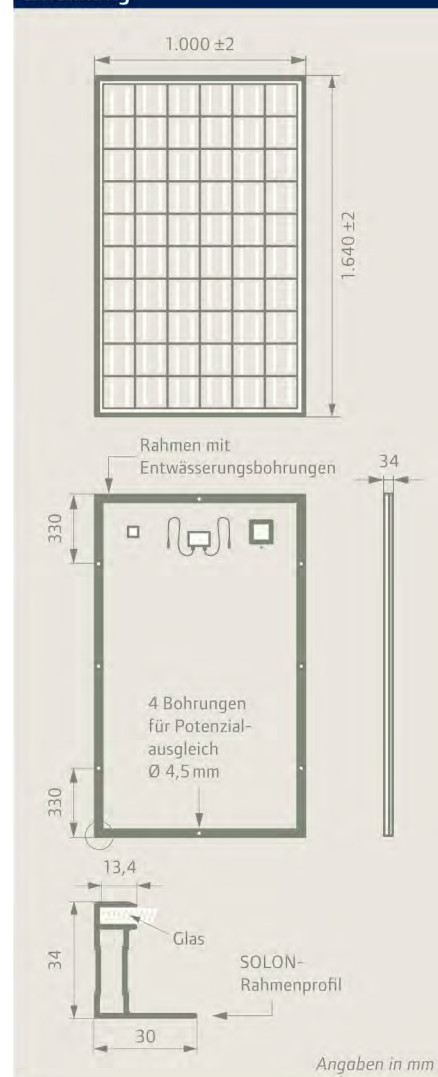 1.000 ±2
1.640 ±2
Rahmen mit
Entwässerungsbohrungen
34
330
4 Bohrungen
für Potenzial-
ausgleich
Ø 4,5 mm
330
13,4
Glas
34
SOLON-
Rahmenprofil
30
Angaben in mm